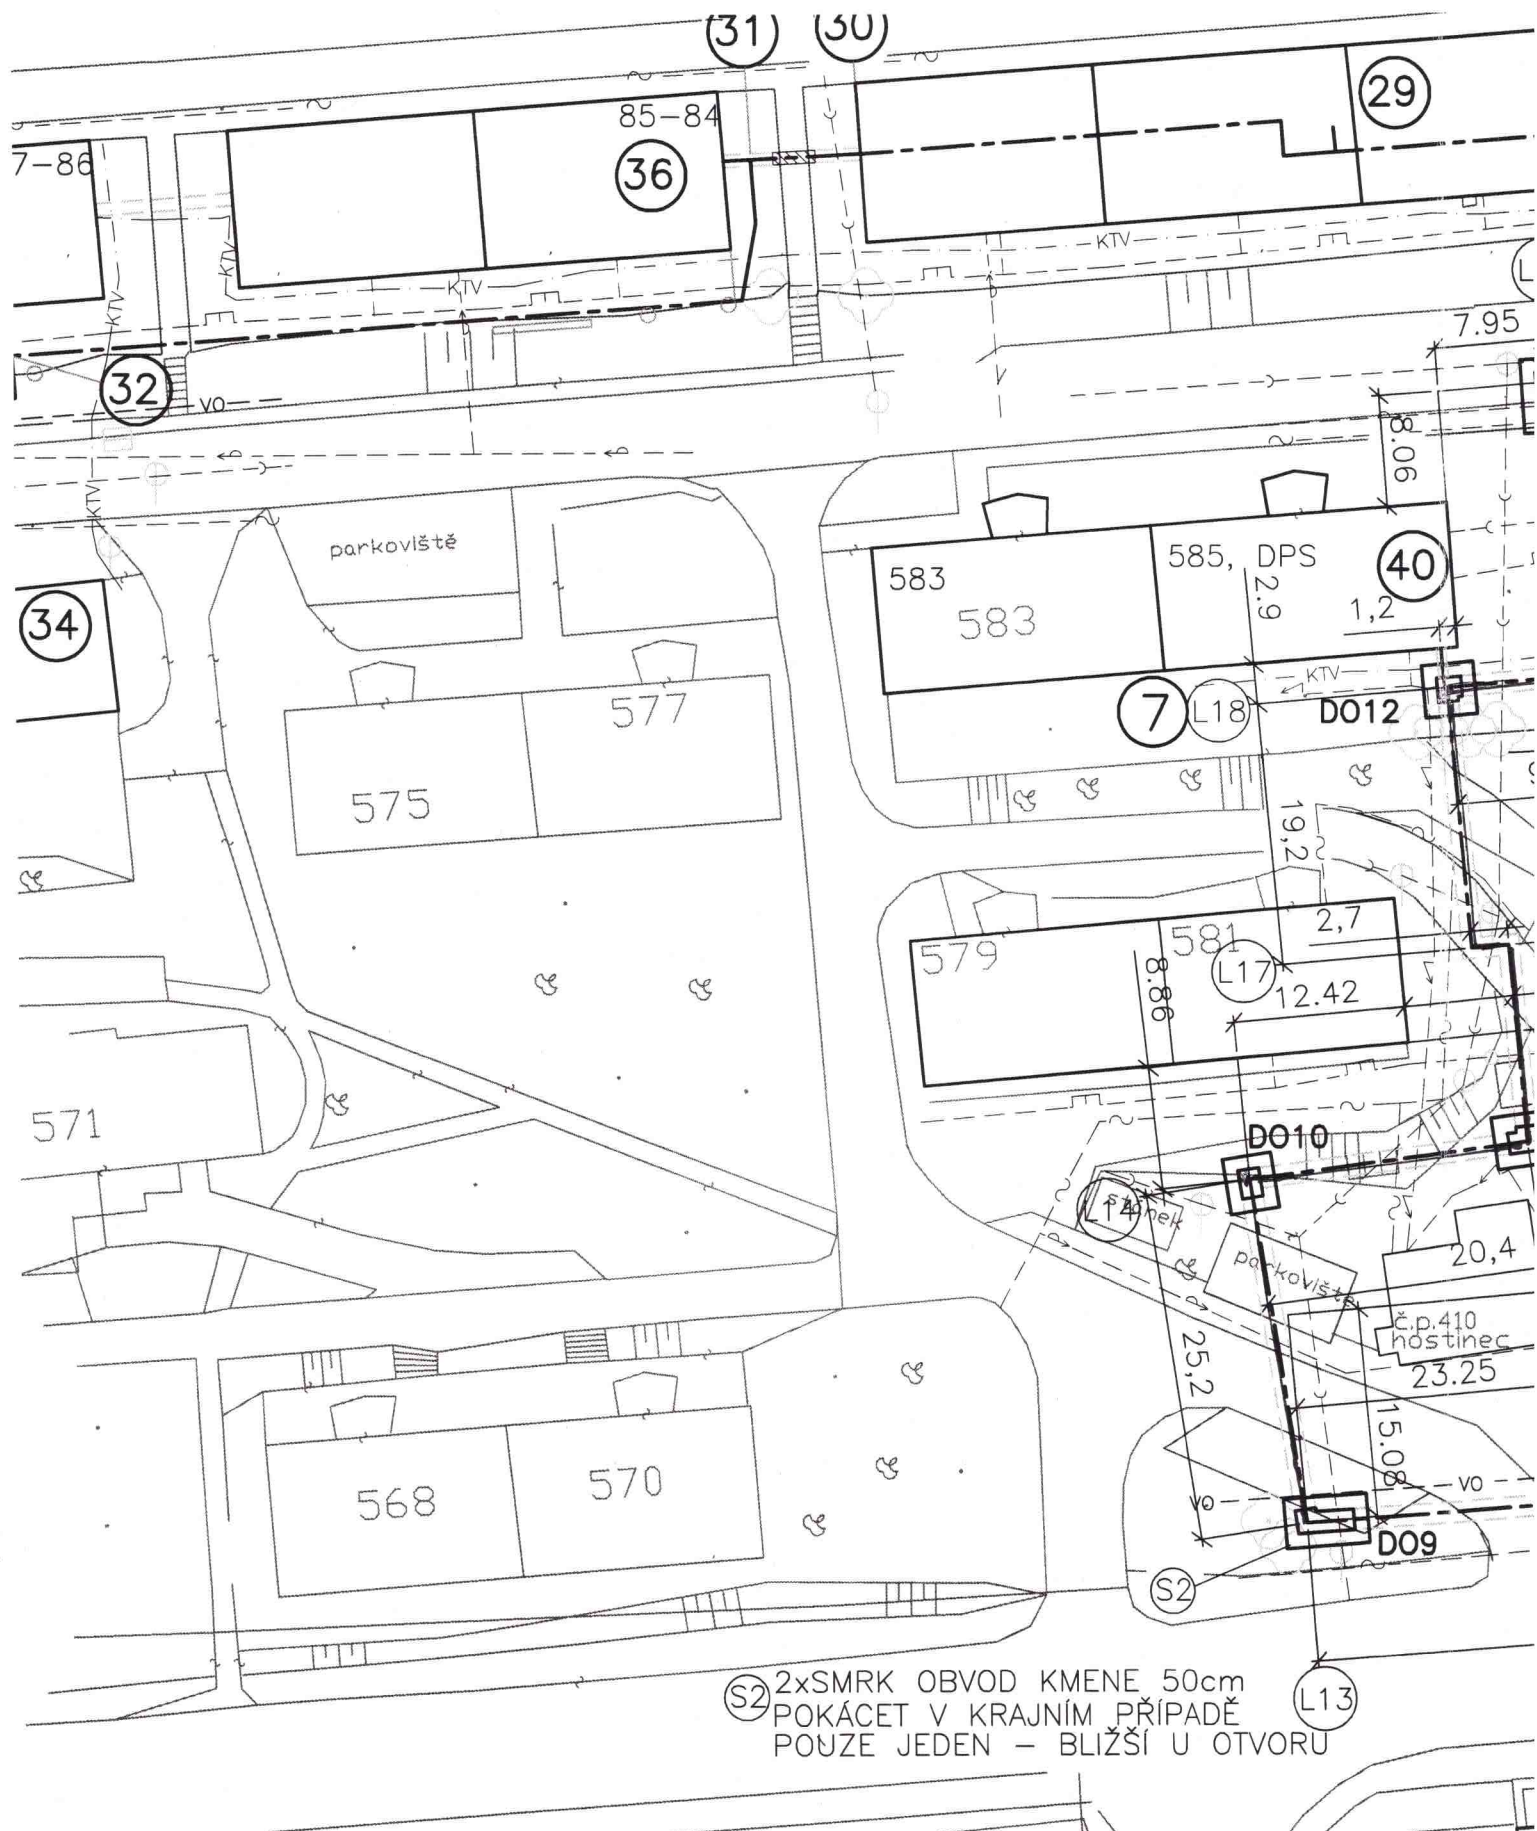 31
30
29
85-84
7-86
36
KTV
KTV
KTV
KTV
L
7.95
32
VO
8.06
KTV
parkoviště
585, DPS
40
583
2.9
34
583
1,2
KTV
577
7
L18
DO12
575
19,2
2,7
579
581
L17
8.86
12.42
571
DO10
L14
stánek
20,4
parkoviště
č.p.410
hostinec
25,2
23.25
15.08
570
568
VO
VO
DO9
S2
S2
2xSMRK OBVOD KMENE 50cm
POKÁCET V KRAJNÍM PŘÍPADĚ
POUZE JEDEN – BLIŽŠÍ U OTVORU
L13